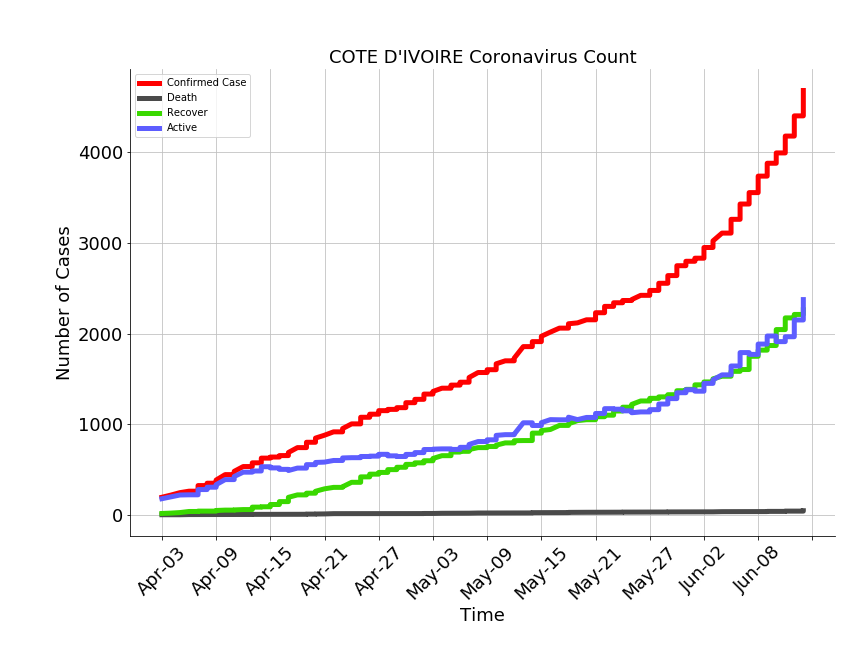 COTE D'IVOIRE Coronavirus Count
Confirmed Case
Death
Recover
Active
Number of Cases
4000
3000
2000
1000
0
Apr-03
Apr-09
Apr-15
Apr-21
Apr-27
May-03
May-09
May-15
May-21
May-27
Jun-02
Jun-08
Time